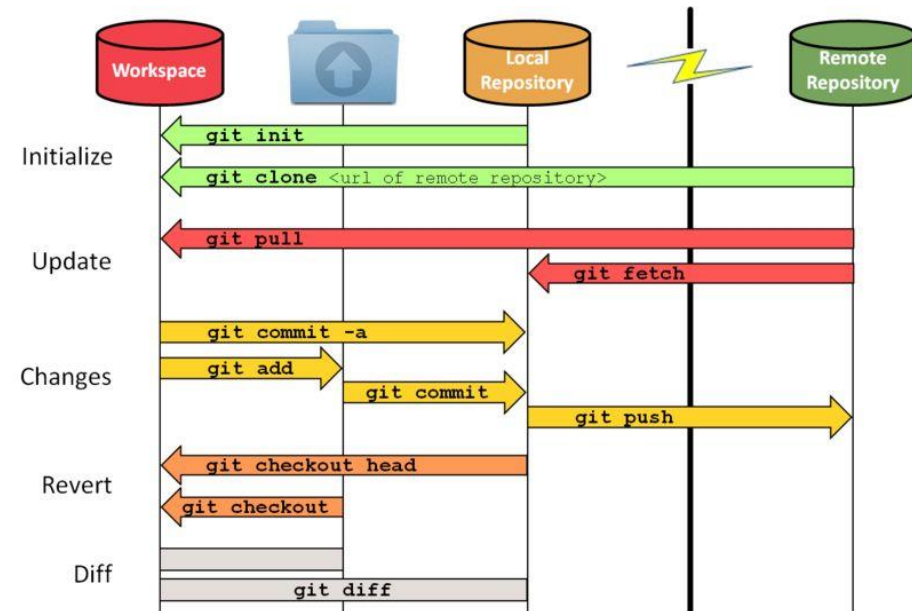 Workspace
Local
Repository
Remote
Repository
Initialize
git init
git clone <url of remote repository>
Update
git pull
git fetch
Changes
git commit -a
git add
git commit
git push
Revert
git checkout head
git checkout
Diff
git diff